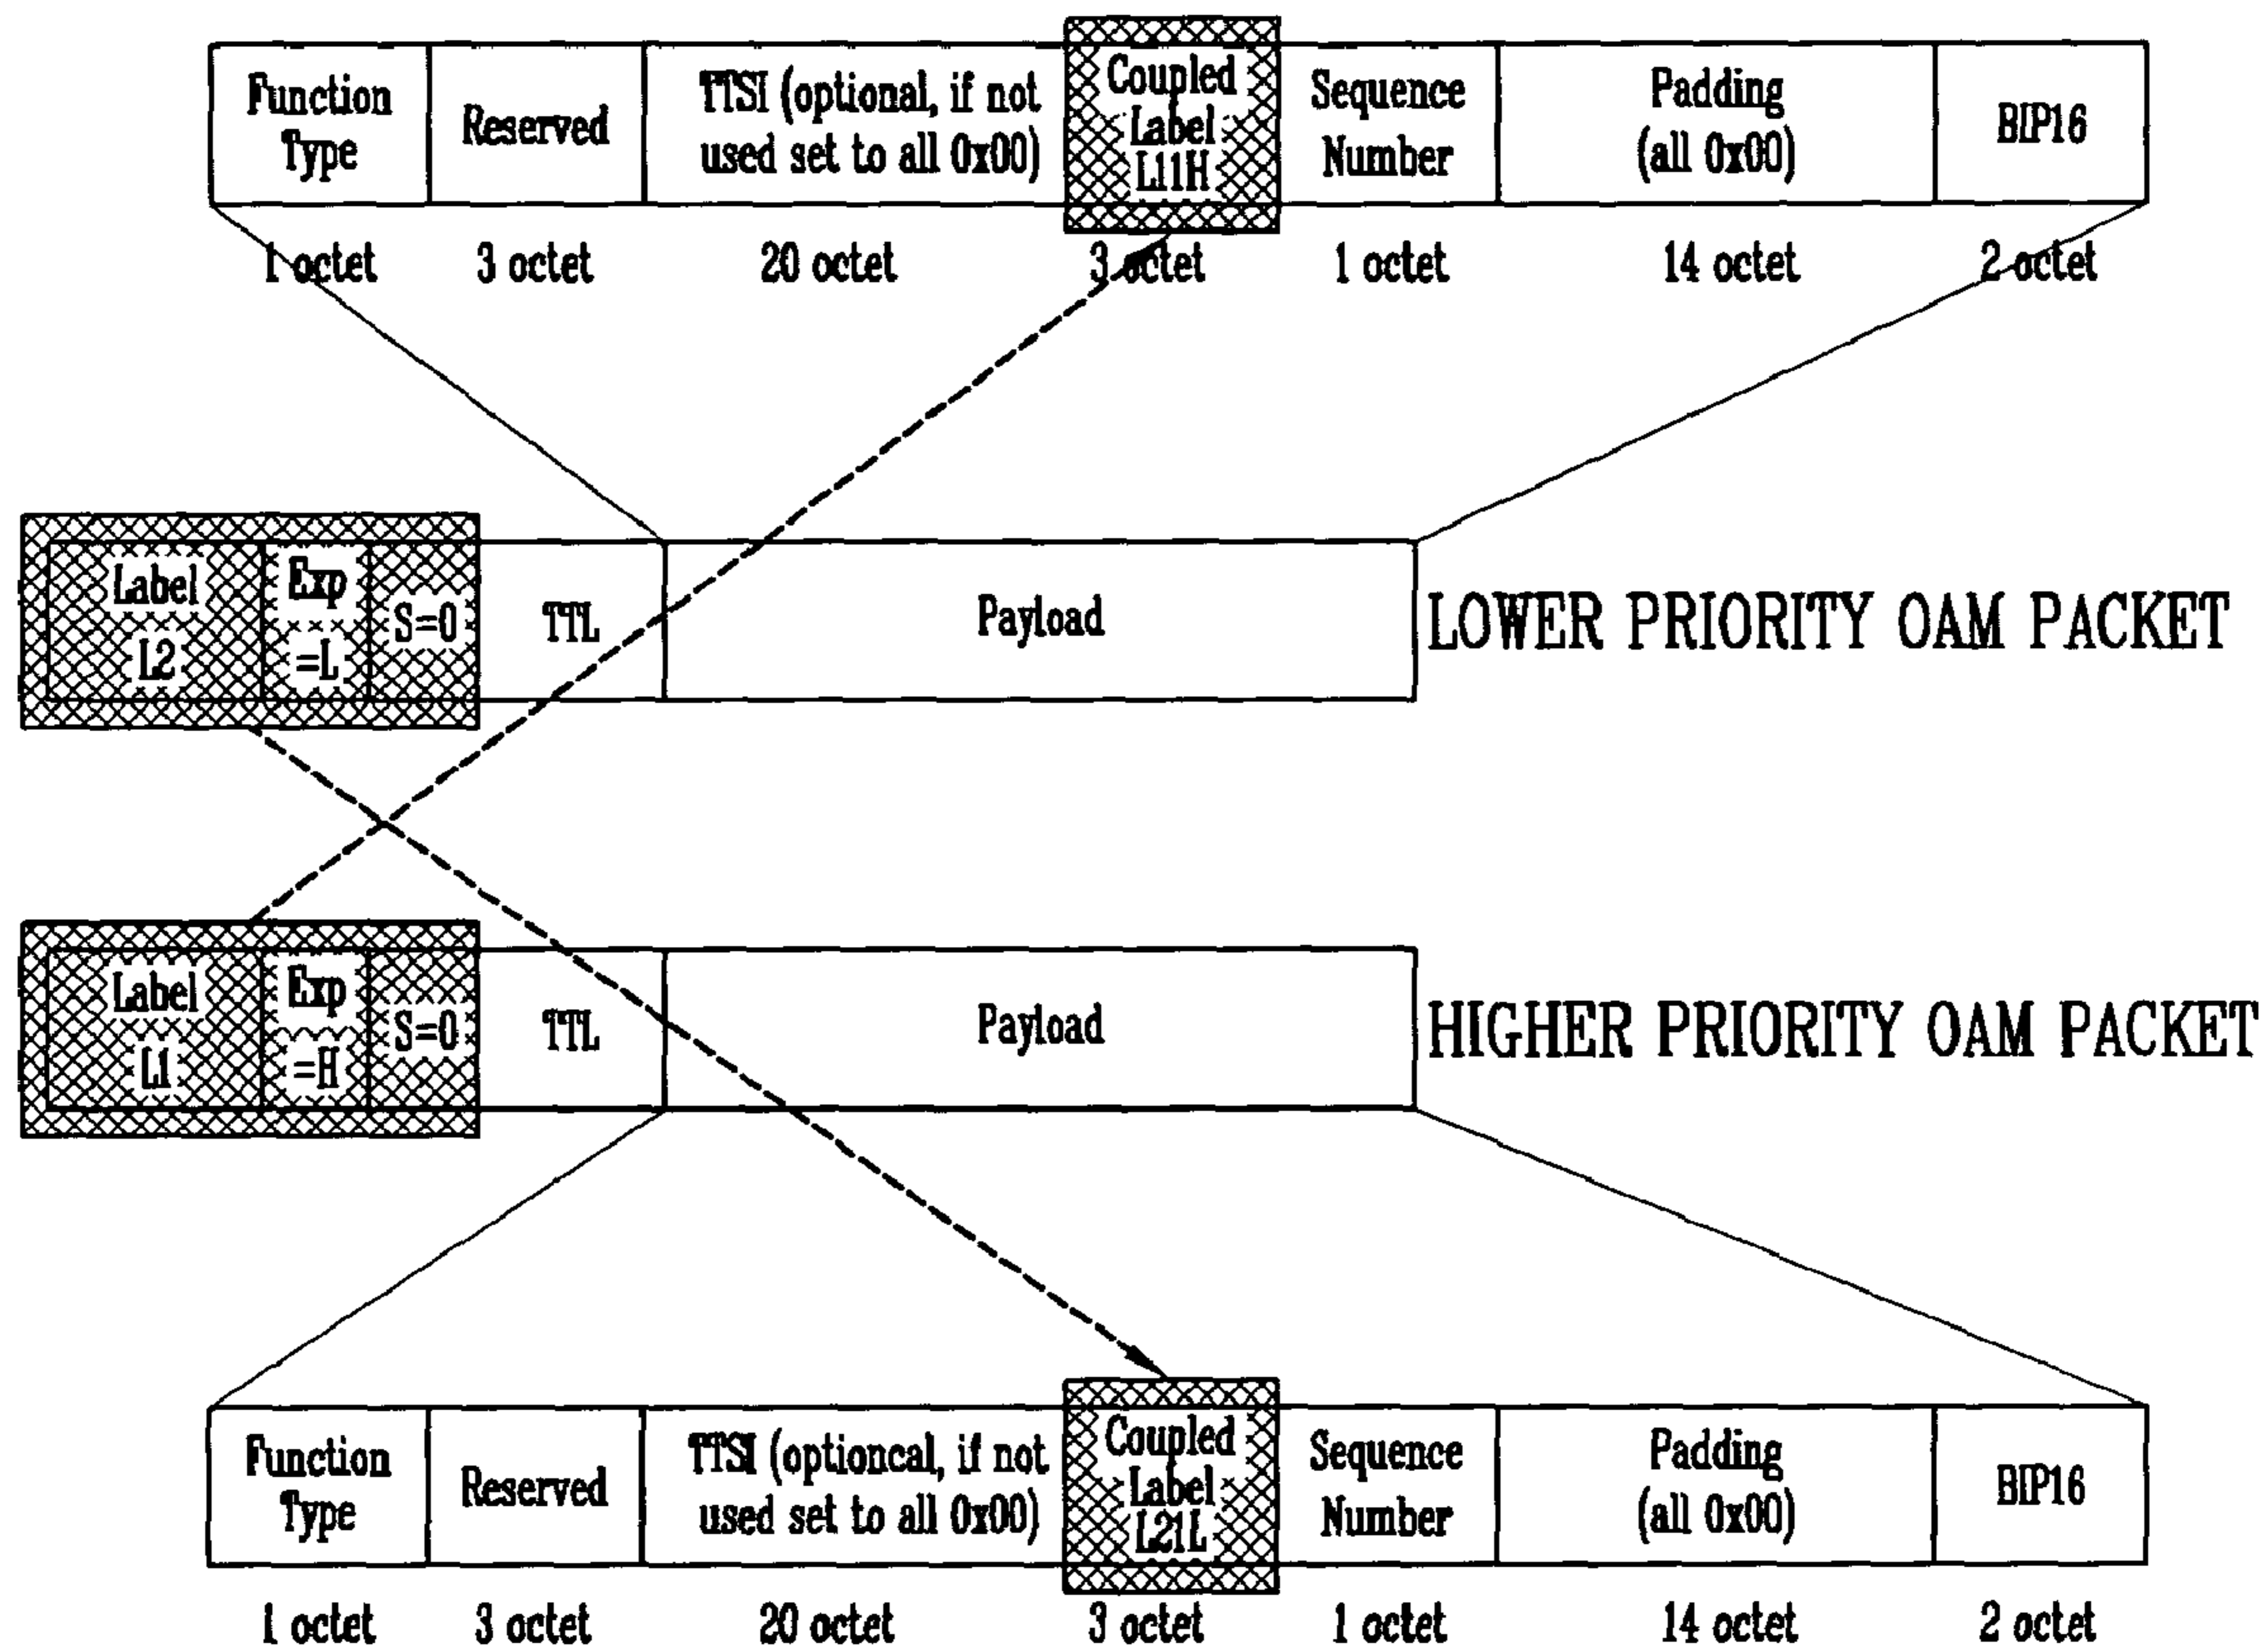 Function
Type
Reserved
TTSI (optional, if not
used set to all 0x00)
Coupled
Label
L11H
Sequence
Number
Padding
(all 0x00)
BIP16
1 octet
3 octet
20 octet
3 octet
1 octet
14 octet
2 octet
Label
L2
Exp
=L
S=0
TTL
Payload
LOWER PRIORITY OAM PACKET
Label
L1
Exp
=H
S=0
TTL
Payload
HIGHER PRIORITY OAM PACKET
Function
Type
Reserved
TTSI (optioncal, if not
used set to all 0x00)
Coupled
Label
L21L
Sequence
Number
Padding
(all 0x00)
BIP16
1 octet
3 octet
20 octet
3 octet
1 octet
14 octet
2 octet